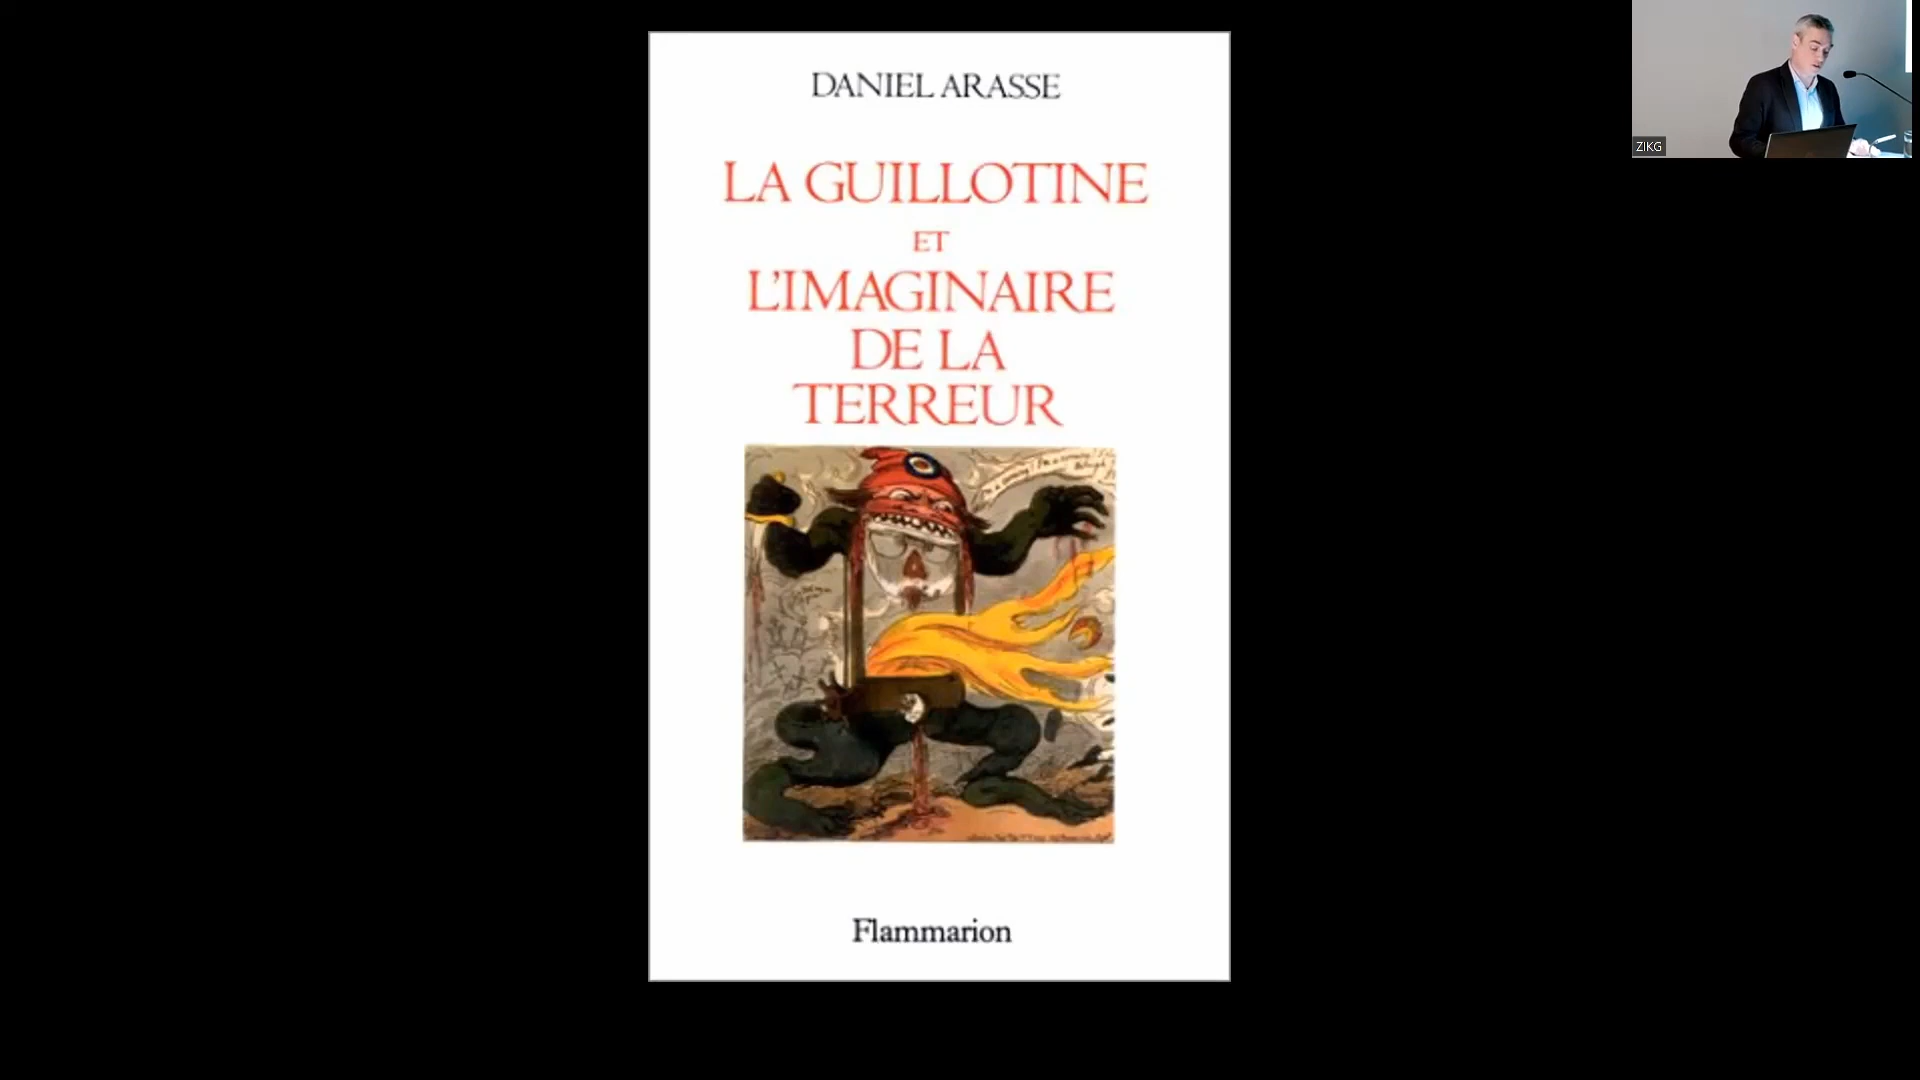 DANIEL ARASSE
LA GUILLOTINE
ET
L'IMAGINAIRE
DE LA
TERREUR
Flammarion
ZIKG